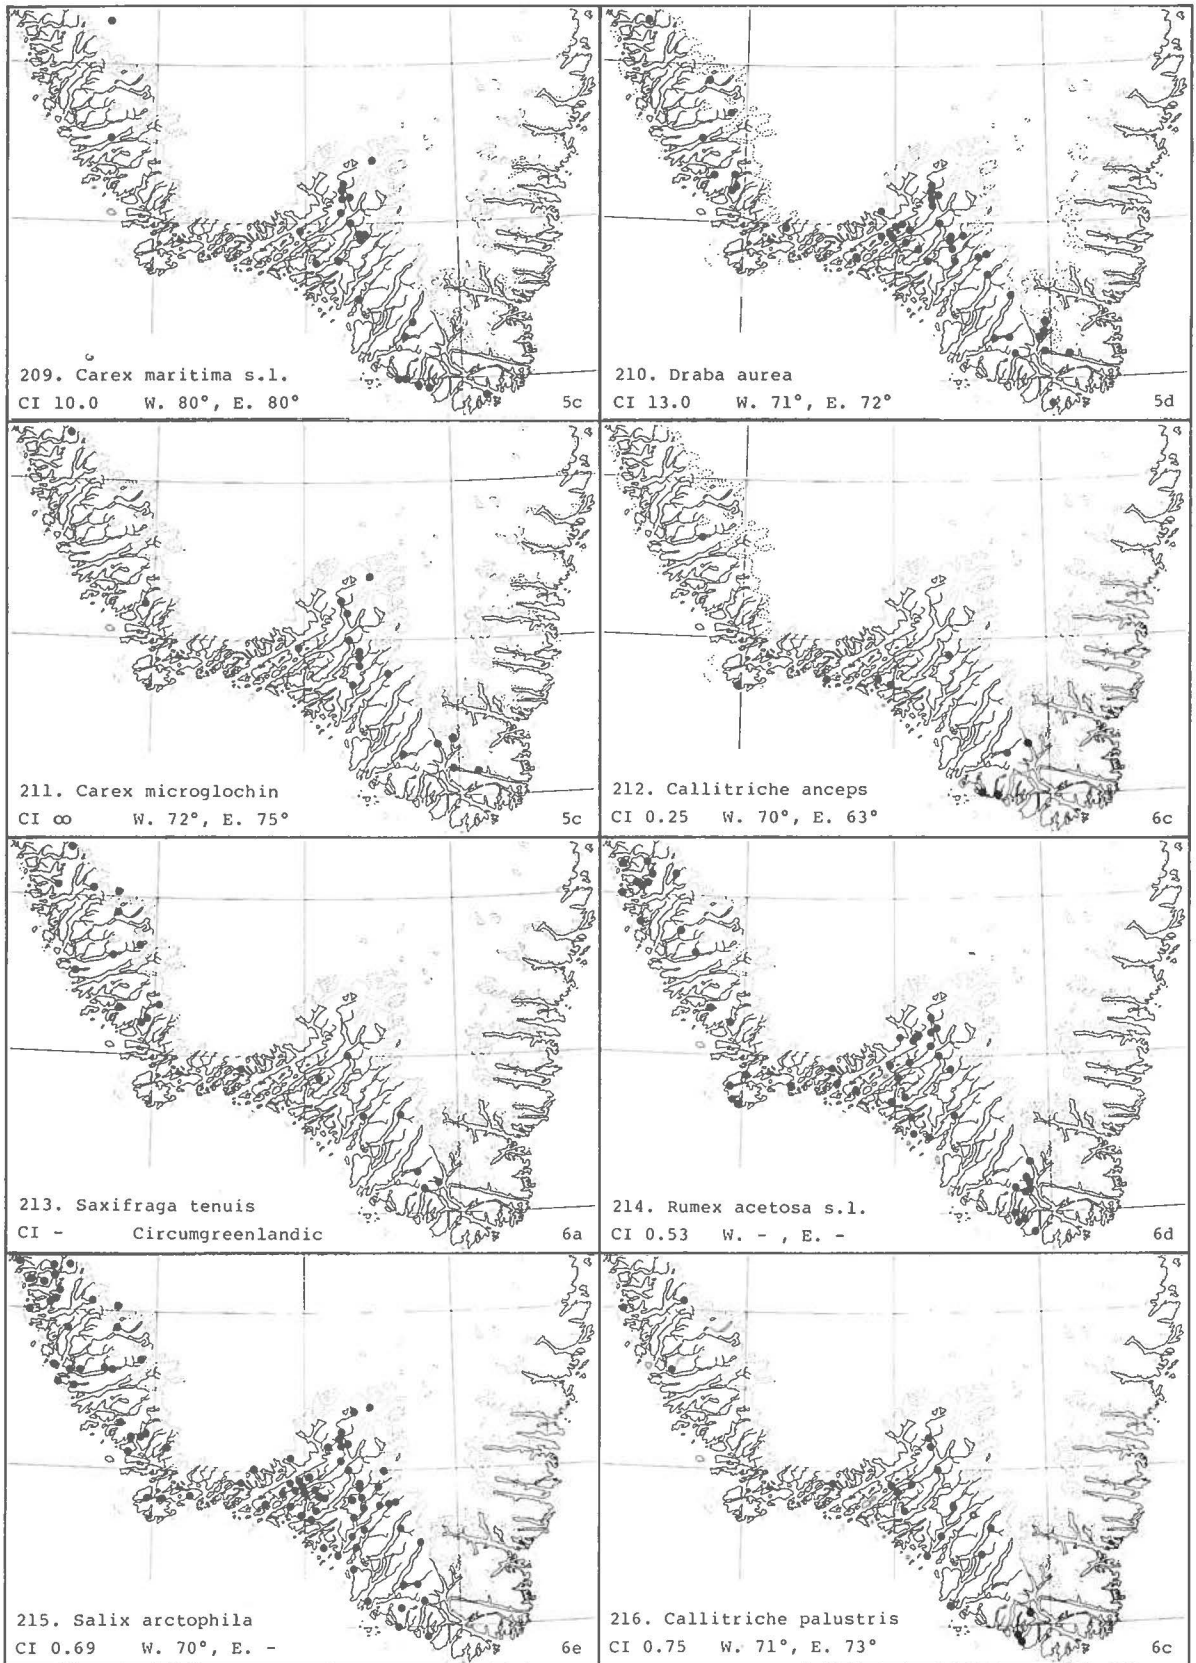 209. Carex maritima s.l.
CI 10.0 W. 80°, E. 80° 5c
210. Draba aurea
CI 13.0 W. 71°, E. 72° 5d
211. Carex microglochin
CI ∞ W. 72°, E. 75° 5c
212. Callitriche anceps
CI 0.25 W. 70°, E. 63° 6c
213. Saxifraga tenuis
CI - Circumgreenlandic 6a
214. Rumex acetosa s.l.
CI 0.53 W. - , E. - 6d
215. Salix arctophila
CI 0.69 W. 70°, E. - 6e
216. Callitriche palustris
CI 0.75 W. 71°, E. 73° 6c